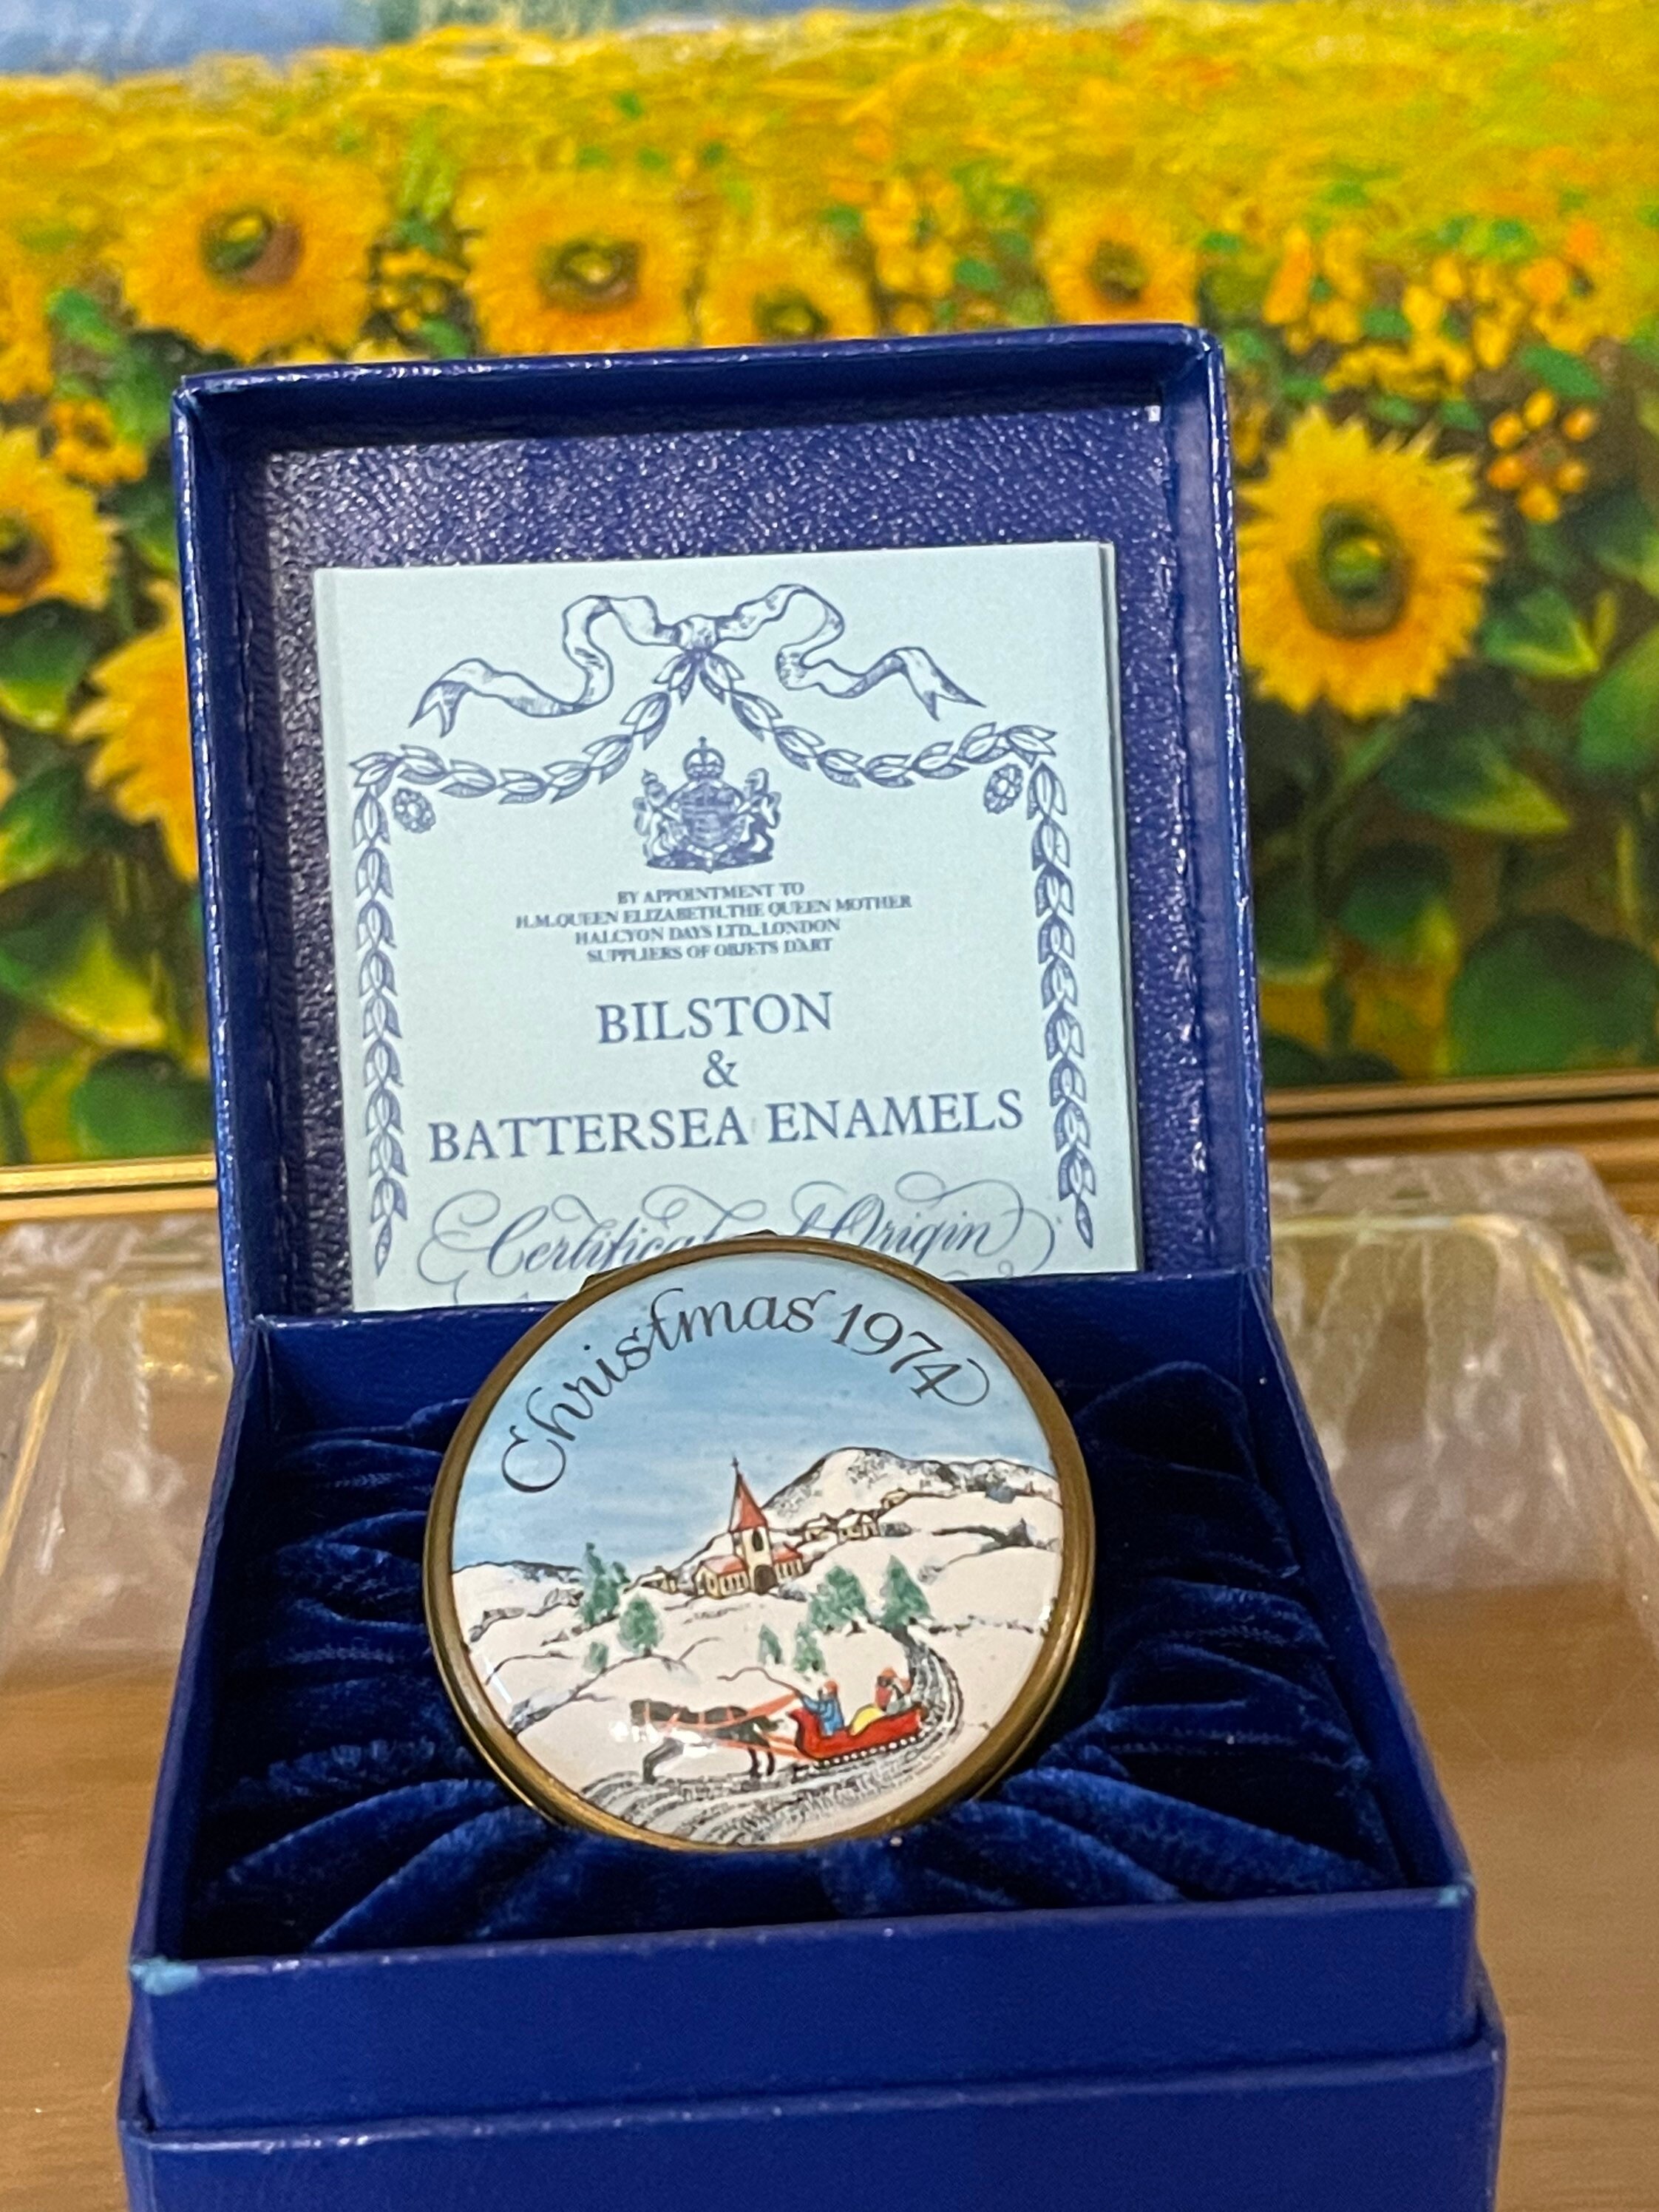 BY APPOINTMENT TO
H.M.QUEEN ELIZABETH,THE QUEEN MOTHER
HALCYON DAYS LTD., LONDON
SUPPLIERS OF OBJETS D'ART
BILSTON
&
BATTERSEA ENAMELS
Origin
Christmas 1974